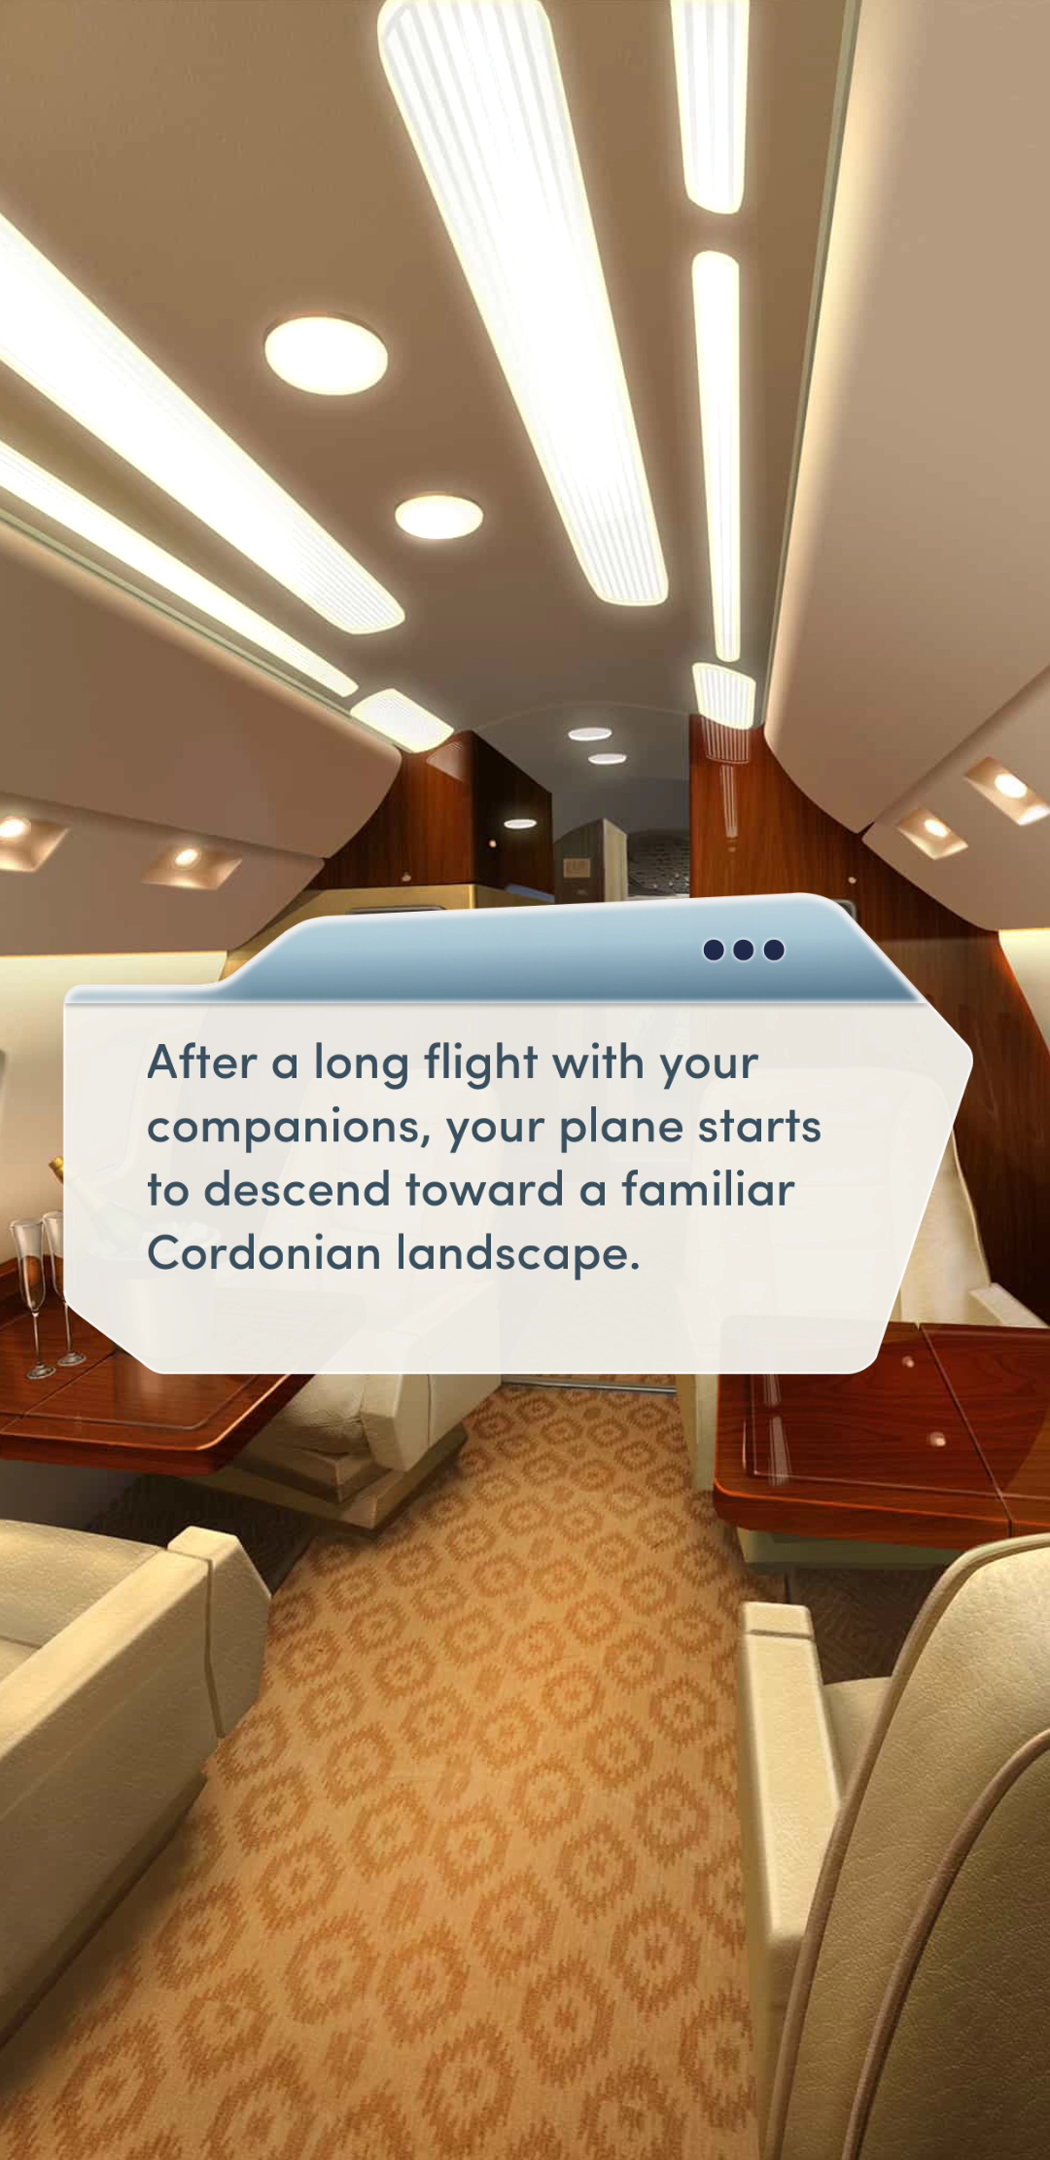 After a long flight with your
companions, your plane starts
to descend toward a familiar
Cordonian landscape.